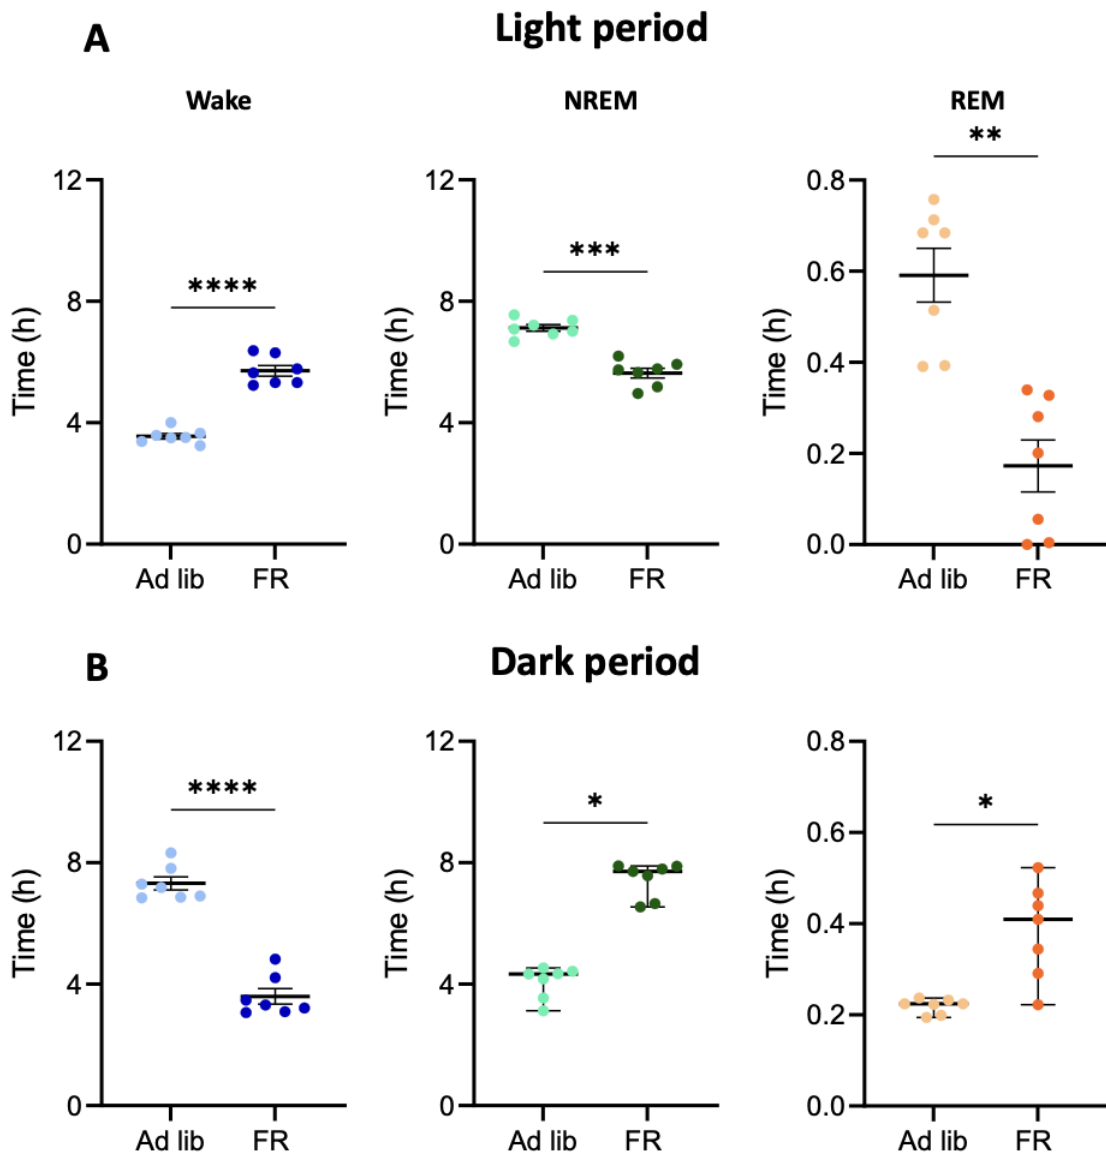 A
Light period
Wake
NREM
REM
**
12
12
0.8
***
****
0.6
8
8
Time (h)
Time (h)
Time (h)
0.4
4
4
0.2
0
0
0.0
Ad lib
FR
Ad lib
FR
Ad lib
FR
B
Dark period
12
12
0.8
****
*
*
0.6
8
8
Time (h)
Time (h)
Time (h)
0.4
4
4
0.2
0
0
0.0
Ad lib
FR
Ad lib
FR
Ad lib
FR